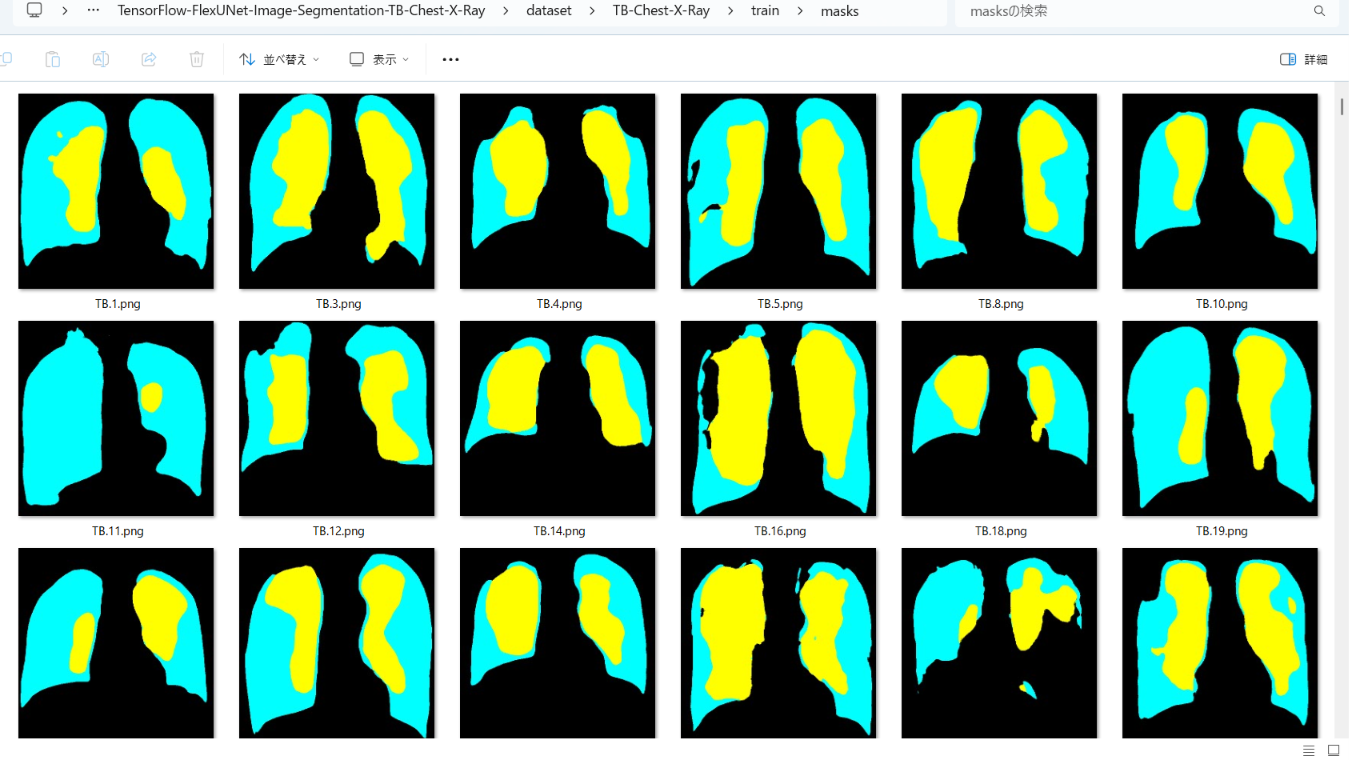 TensorFlow-FlexUNet-Image-Segmentation-TB-Chest-X-Ray > dataset > TB-Chest-X-Ray > train > masks
masksの検索
並べ替え 表示 詳細
TB.1.png TB.3.png TB.4.png TB.5.png TB.8.png TB.10.png
TB.11.png TB.12.png TB.14.png TB.16.png TB.18.png TB.19.png